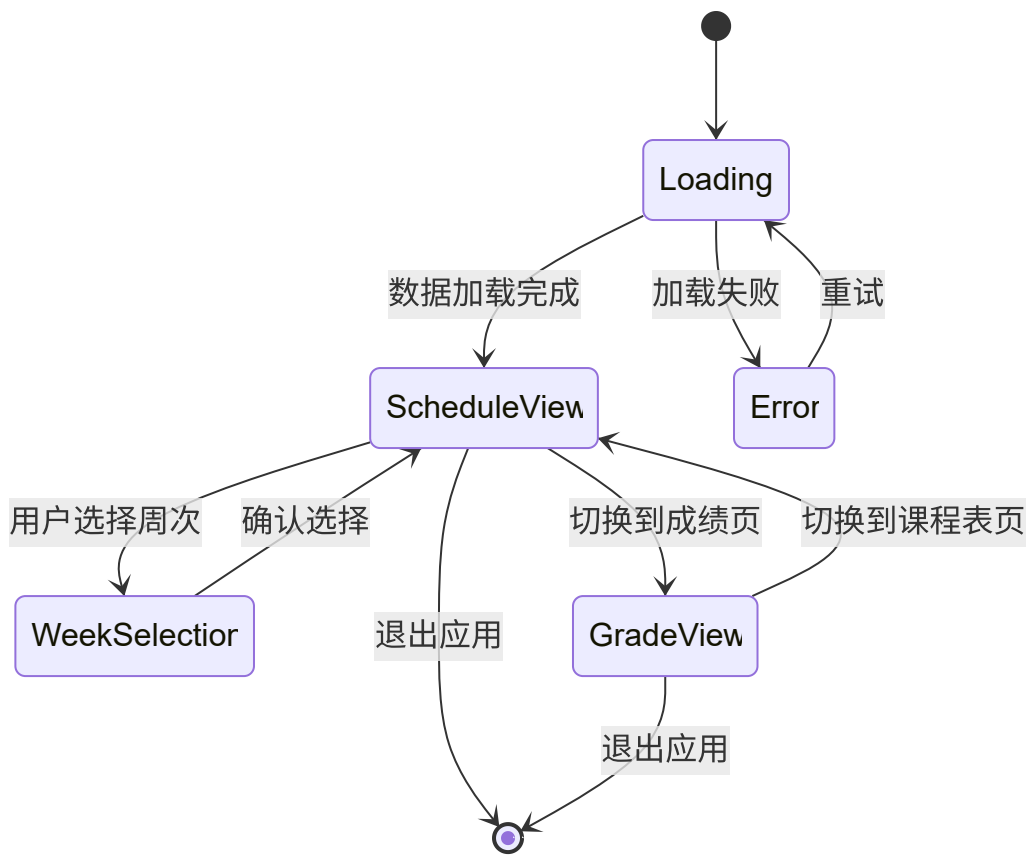 Loading
数据加载完成
加载失败
重试
ScheduleView
Error
用户选择周次
确认选择
切换到成绩页
切换到课程表页
退出应用
WeekSelection
GradeView
退出应用